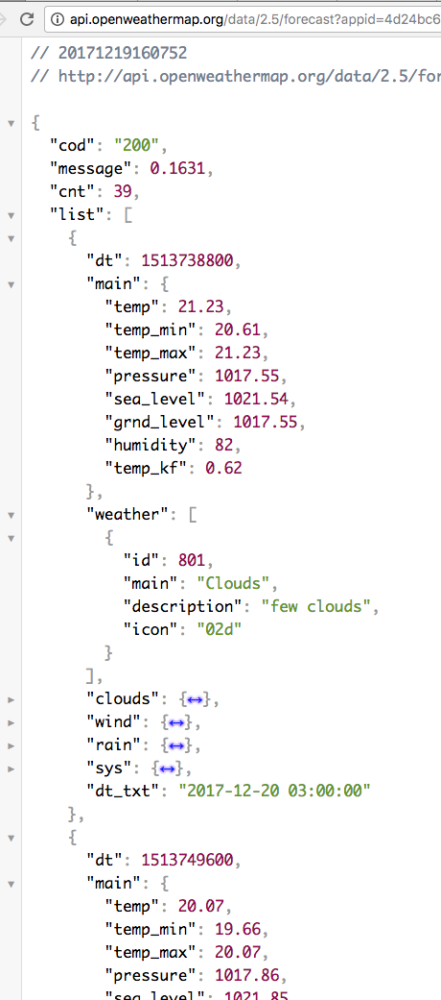 api.openweathermap.org/data/2.5/forecast?appid=4d24bc6
// 20171219160752
// http://api.openweathermap.org/data/2.5/for
{
"cod": "200",
"message": 0.1631,
"cnt": 39,
"list": [
{
"dt": 1513738800,
"main": {
"temp": 21.23,
"temp_min": 20.61,
"temp_max": 21.23,
"pressure": 1017.55,
"sea_level": 1021.54,
"grnd_level": 1017.55,
"humidity": 82,
"temp_kf": 0.62
},
"weather": [
{
"id": 801,
"main": "Clouds",
"description": "few clouds",
"icon": "02d"
}
],
"clouds": {↔},
"wind": {↔},
"rain": {↔},
"sys": {↔},
"dt_txt": "2017-12-20 03:00:00"
},
{
"dt": 1513749600,
"main": {
"temp": 20.07,
"temp_min": 19.66,
"temp_max": 20.07,
"pressure": 1017.86,
"sea_level": 1021.85,